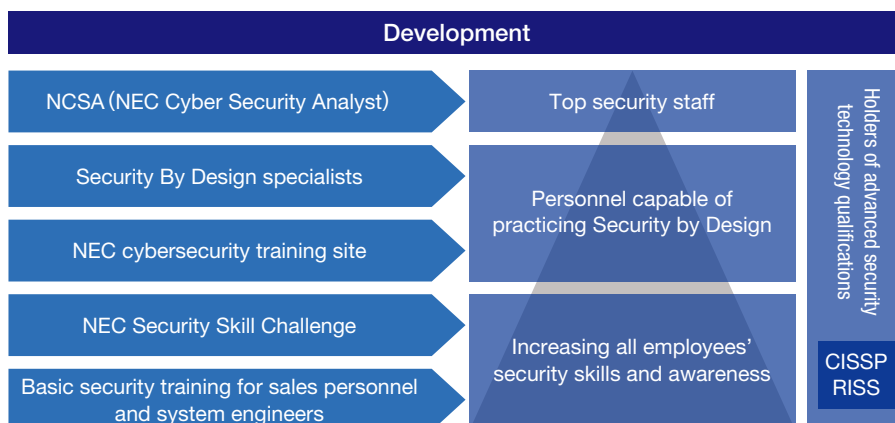 Development
NCSA (NEC Cyber Security Analyst)
Top security staff
Security By Design specialists
Personnel capable of
practicing Security by Design
NEC cybersecurity training site
NEC Security Skill Challenge
Increasing all employees’
security skills and awareness
Basic security training for sales personnel
and system engineers
Holders of advanced security
technology qualifications
CISSP
RISS